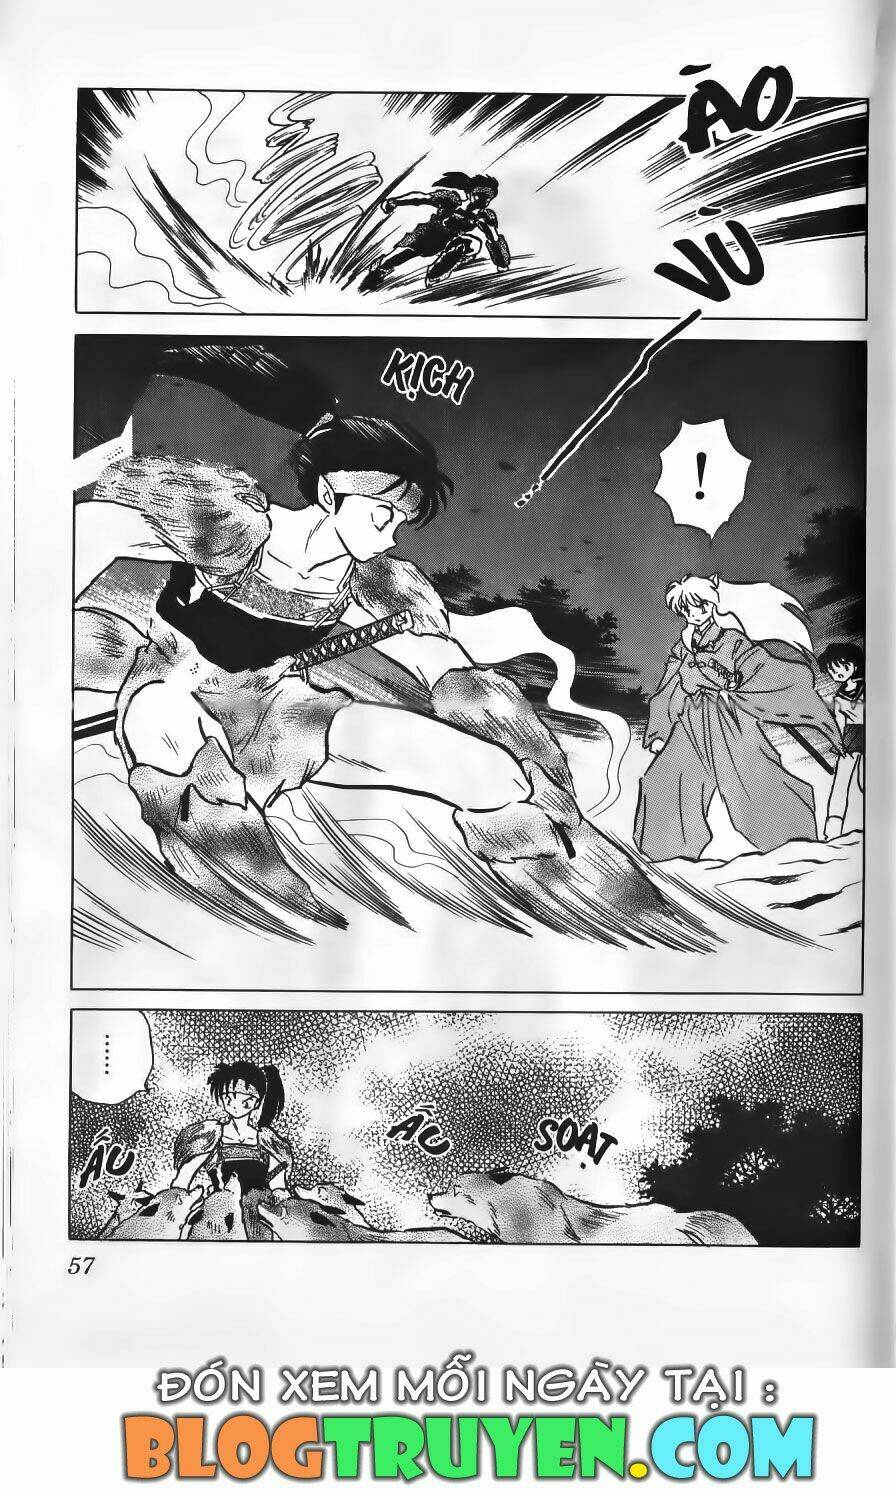 ÀO
VÙ
KỊCH
!
......
ẤU
ẤU
SOẠT
57
ĐÓN XEM MỖI NGÀY TẠI :
BLOGTRUYEN.COM